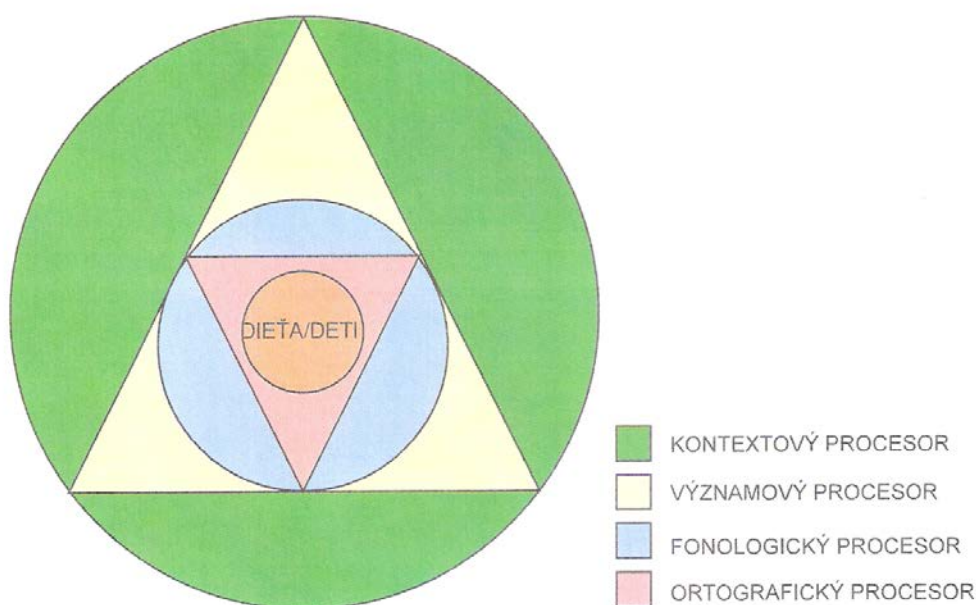 DIEŤA/DETI
KONTEXTOVÝ PROCESOR
VÝZNAMOVÝ PROCESOR
FONOLOGICKÝ PROCESOR
ORTOGRAFICKÝ PROCESOR